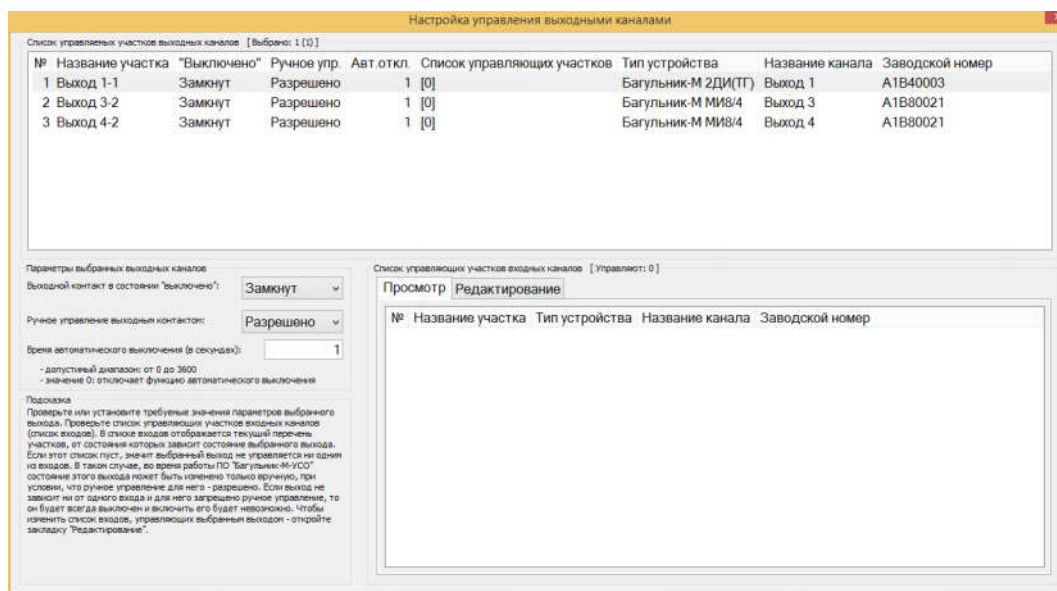 Настройка управления выходными каналами
Список управляемых участков выходных каналов [Выбрано: 1 (1) ]
№ Название участка "Выключено" Ручное упр. Авт.откл. Список управляющих участков Тип устройства Название канала Заводской номер
1 Выход 1-1 Замкнут Разрешено 1 [0] Багульник-М 2ДИ(ТГ) Выход 1 A1B40003
2 Выход 3-2 Замкнут Разрешено 1 [0] Багульник-М МИ8/4 Выход 3 A1B80021
3 Выход 4-2 Замкнут Разрешено 1 [0] Багульник-М МИ8/4 Выход 4 A1B80021
Параметры выбранных выходных каналов
Выходной контакт в состоянии "выключено": Замкнут
Ручное управление выходным контактом: Разрешено
Время автоматического выключения (в секундах): 1
- допустимый диапазон: от 0 до 3600
- значение 0: отключает функцию автоматического выключения
Подсказка
Проверьте или установите требуемые значения параметров выбранного
выхода. Проверьте список управляющих участков входных каналов
(список входов). В списке входов отображается текущий перечень
участков, от состояния которых зависит состояние выбранного выхода.
Если этот список пуст, значит выбранный выход не управляется ни одним
из входов. В таком случае, во время работы ПО "Багульник-М-УСО"
состояние этого выхода может быть изменено только вручную, при
условии, что ручное управление для него - разрешено. Если выход не
зависит ни от одного входа и для него запрещено ручное управление, то
он будет всегда выключен и включить его будет невозможно. Чтобы
изменить список входов, управляющих выбранным выходом - откройте
закладку "Редактирование".
Список управляющих участков входных каналов [ Управляют: 0 ]
Просмотр Редактирование
№ Название участка Тип устройства Название канала Заводской номер